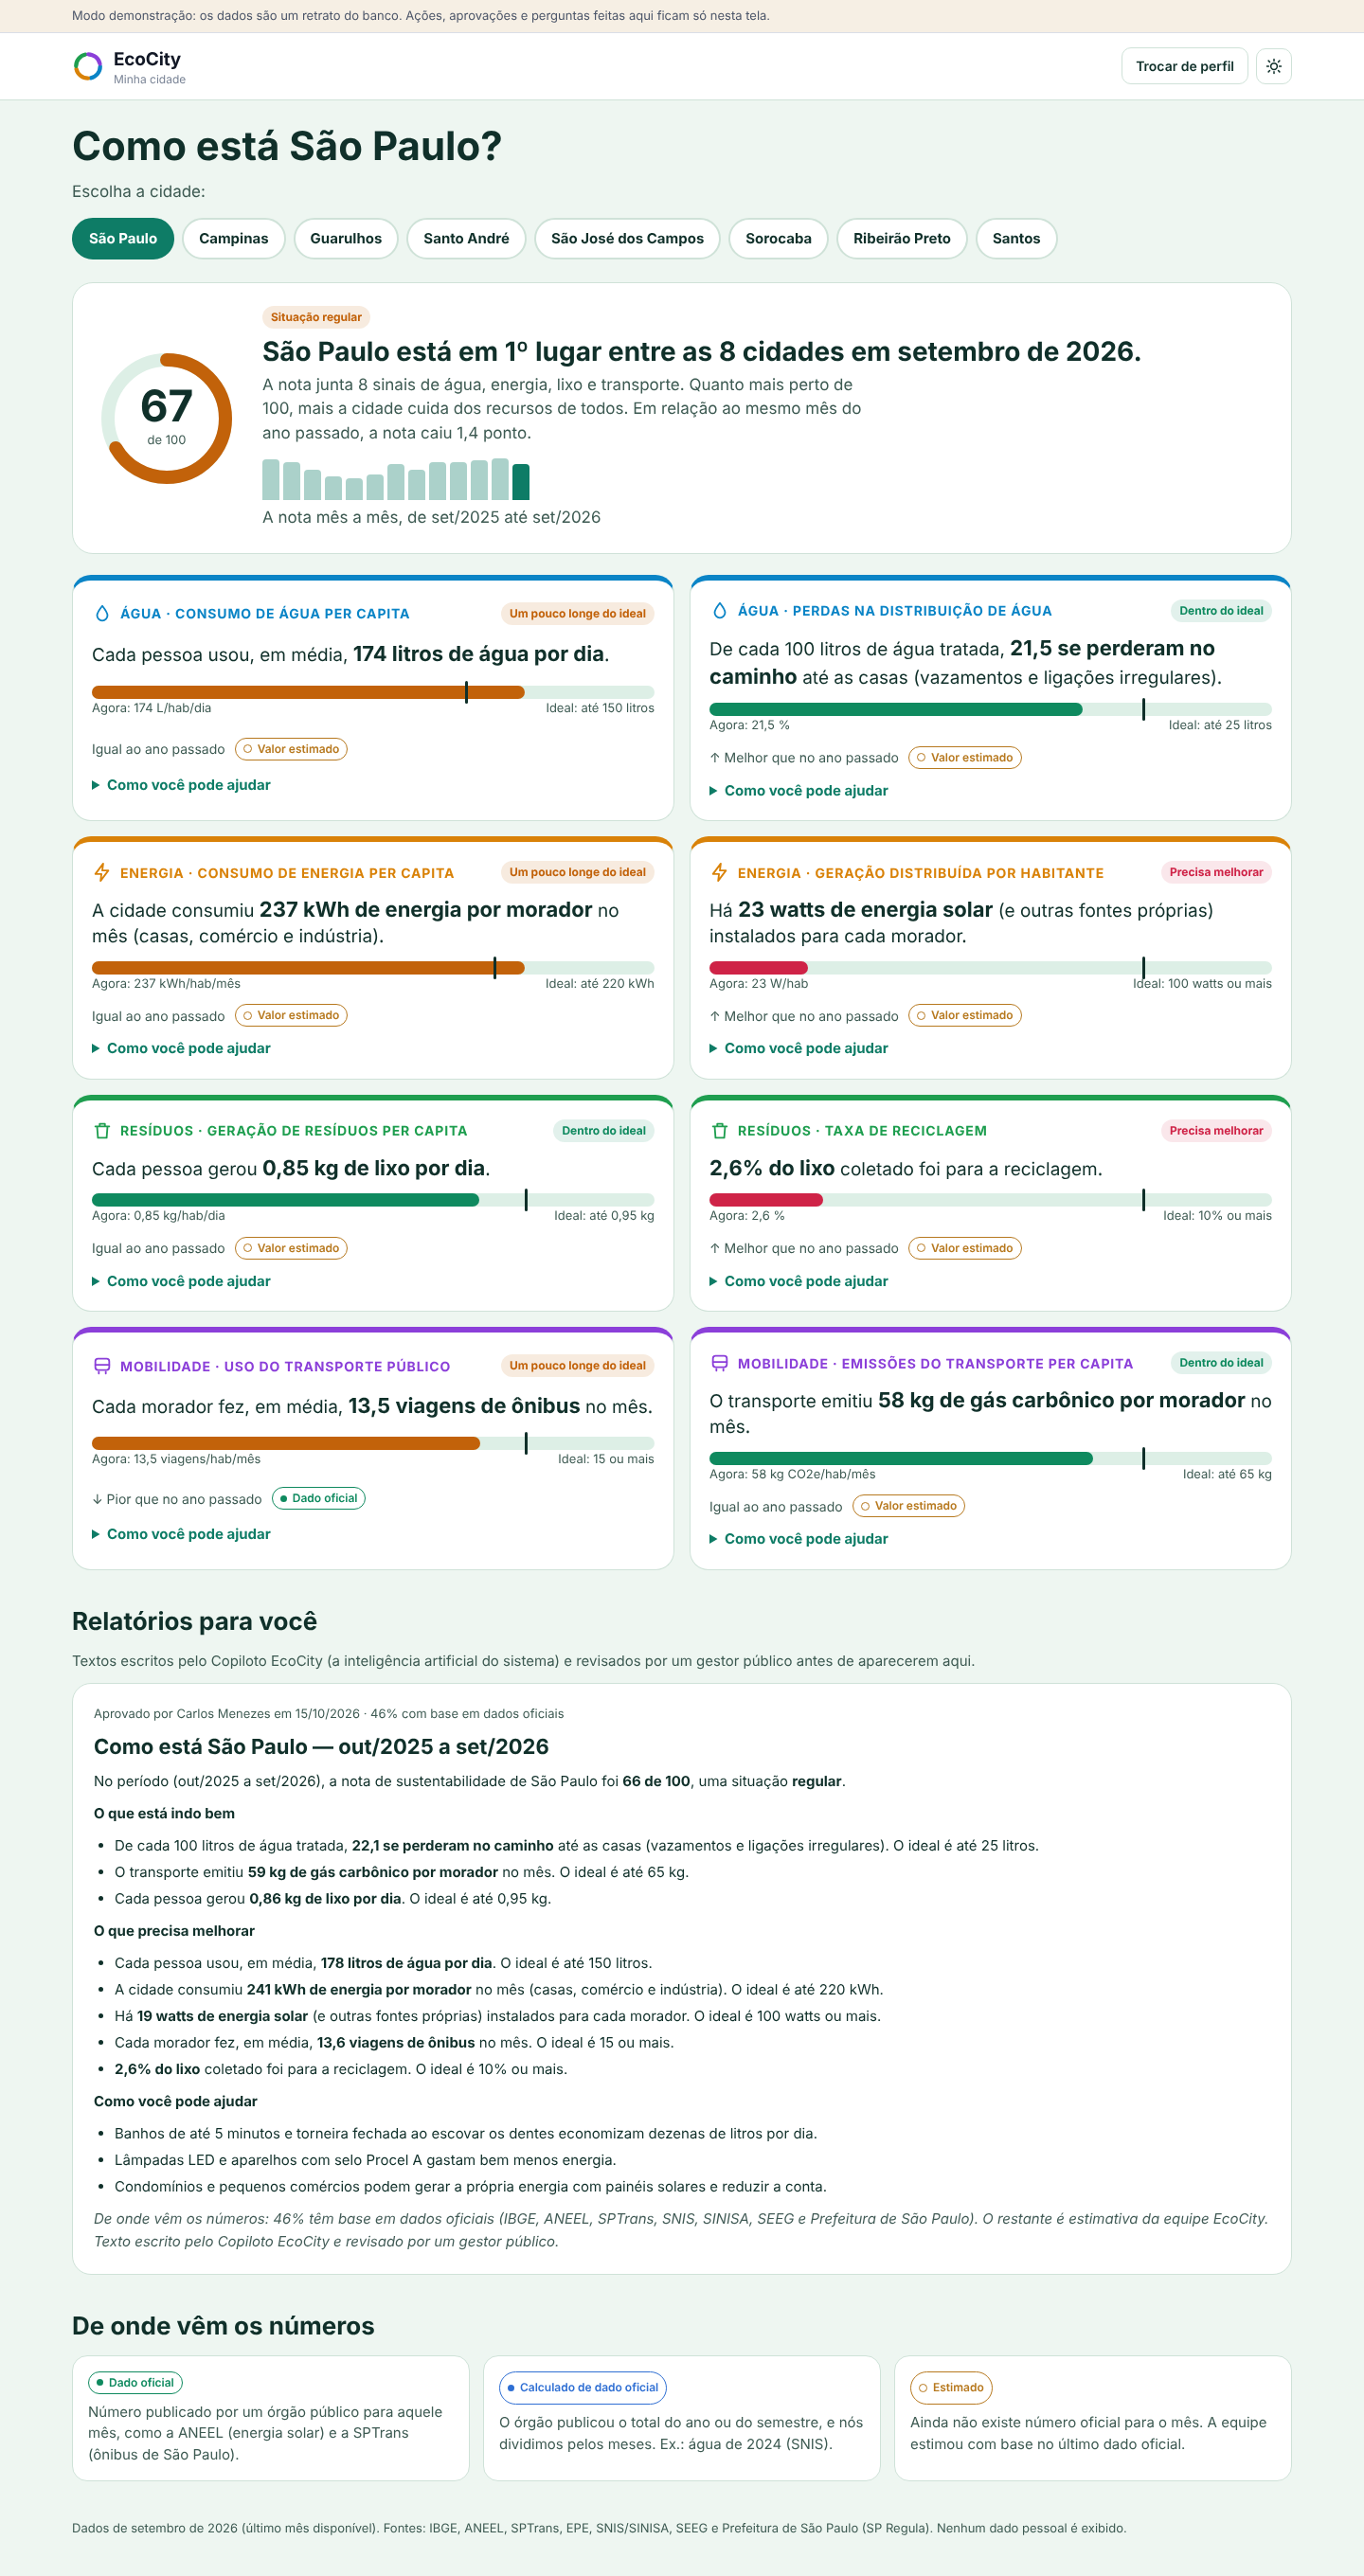 Modo demonstração: os dados são um retrato do banco. Ações, aprovações e perguntas feitas aqui ficam só nesta tela.
EcoCity
Minha cidade
Trocar de perfil
Como está São Paulo?
Escolha a cidade:
São Paulo
Campinas
Guarulhos
Santo André
São José dos Campos
Sorocaba
Ribeirão Preto
Santos
67
de 100
Situação regular
São Paulo está em 1º lugar entre as 8 cidades em setembro de 2026.
A nota junta 8 sinais de água, energia, lixo e transporte. Quanto mais perto de
100, mais a cidade cuida dos recursos de todos. Em relação ao mesmo mês do
ano passado, a nota caiu 1,4 ponto.
A nota mês a mês, de set/2025 até set/2026
ÁGUA · CONSUMO DE ÁGUA PER CAPITA
Um pouco longe do ideal
Cada pessoa usou, em média, 174 litros de água por dia.
Agora: 174 L/hab/dia
Ideal: até 150 litros
Igual ao ano passado
Valor estimado
Como você pode ajudar
ÁGUA · PERDAS NA DISTRIBUIÇÃO DE ÁGUA
Dentro do ideal
De cada 100 litros de água tratada, 21,5 se perderam no
caminho até as casas (vazamentos e ligações irregulares).
Agora: 21,5 %
Ideal: até 25 litros
↑ Melhor que no ano passado
Valor estimado
Como você pode ajudar
ENERGIA · CONSUMO DE ENERGIA PER CAPITA
Um pouco longe do ideal
A cidade consumiu 237 kWh de energia por morador no
mês (casas, comércio e indústria).
Agora: 237 kWh/hab/mês
Ideal: até 220 kWh
Igual ao ano passado
Valor estimado
Como você pode ajudar
ENERGIA · GERAÇÃO DISTRIBUÍDA POR HABITANTE
Precisa melhorar
Há 23 watts de energia solar (e outras fontes próprias)
instalados para cada morador.
Agora: 23 W/hab
Ideal: 100 watts ou mais
↑ Melhor que no ano passado
Valor estimado
Como você pode ajudar
RESÍDUOS · GERAÇÃO DE RESÍDUOS PER CAPITA
Dentro do ideal
Cada pessoa gerou 0,85 kg de lixo por dia.
Agora: 0,85 kg/hab/dia
Ideal: até 0,95 kg
Igual ao ano passado
Valor estimado
Como você pode ajudar
RESÍDUOS · TAXA DE RECICLAGEM
Precisa melhorar
2,6% do lixo coletado foi para a reciclagem.
Agora: 2,6 %
Ideal: 10% ou mais
↑ Melhor que no ano passado
Valor estimado
Como você pode ajudar
MOBILIDADE · USO DO TRANSPORTE PÚBLICO
Um pouco longe do ideal
Cada morador fez, em média, 13,5 viagens de ônibus no mês.
Agora: 13,5 viagens/hab/mês
Ideal: 15 ou mais
↓ Pior que no ano passado
Dado oficial
Como você pode ajudar
MOBILIDADE · EMISSÕES DO TRANSPORTE PER CAPITA
Dentro do ideal
O transporte emitiu 58 kg de gás carbônico por morador no
mês.
Agora: 58 kg CO2e/hab/mês
Ideal: até 65 kg
Igual ao ano passado
Valor estimado
Como você pode ajudar
Relatórios para você
Textos escritos pelo Copiloto EcoCity (a inteligência artificial do sistema) e revisados por um gestor público antes de aparecerem aqui.
Aprovado por Carlos Menezes em 15/10/2026 · 46% com base em dados oficiais
Como está São Paulo — out/2025 a set/2026
No período (out/2025 a set/2026), a nota de sustentabilidade de São Paulo foi 66 de 100, uma situação regular.
O que está indo bem
• De cada 100 litros de água tratada, 22,1 se perderam no caminho até as casas (vazamentos e ligações irregulares). O ideal é até 25 litros.
• O transporte emitiu 59 kg de gás carbônico por morador no mês. O ideal é até 65 kg.
• Cada pessoa gerou 0,86 kg de lixo por dia. O ideal é até 0,95 kg.
O que precisa melhorar
• Cada pessoa usou, em média, 178 litros de água por dia. O ideal é até 150 litros.
• A cidade consumiu 241 kWh de energia por morador no mês (casas, comércio e indústria). O ideal é até 220 kWh.
• Há 19 watts de energia solar (e outras fontes próprias) instalados para cada morador. O ideal é 100 watts ou mais.
• Cada morador fez, em média, 13,6 viagens de ônibus no mês. O ideal é 15 ou mais.
• 2,6% do lixo coletado foi para a reciclagem. O ideal é 10% ou mais.
Como você pode ajudar
• Banhos de até 5 minutos e torneira fechada ao escovar os dentes economizam dezenas de litros por dia.
• Lâmpadas LED e aparelhos com selo Procel A gastam bem menos energia.
• Condomínios e pequenos comércios podem gerar a própria energia com painéis solares e reduzir a conta.
De onde vêm os números: 46% têm base em dados oficiais (IBGE, ANEEL, SPTrans, SNIS, SINISA, SEEG e Prefeitura de São Paulo). O restante é estimativa da equipe EcoCity.
Texto escrito pelo Copiloto EcoCity e revisado por um gestor público.
De onde vêm os números
Dado oficial
Número publicado por um órgão público para aquele
mês, como a ANEEL (energia solar) e a SPTrans
(ônibus de São Paulo).
Calculado de dado oficial
O órgão publicou o total do ano ou do semestre, e nós
dividimos pelos meses. Ex.: água de 2024 (SNIS).
Estimado
Ainda não existe número oficial para o mês. A equipe
estimou com base no último dado oficial.
Dados de setembro de 2026 (último mês disponível). Fontes: IBGE, ANEEL, SPTrans, EPE, SNIS/SINISA, SEEG e Prefeitura de São Paulo (SP Regula). Nenhum dado pessoal é exibido.